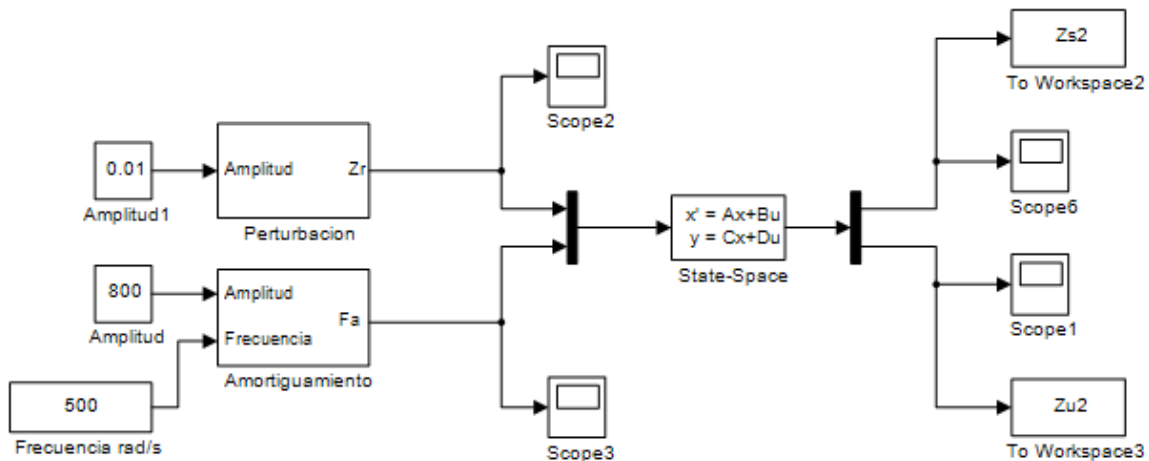 Zs2
To Workspace2
Scope2
0.01
Amplitud
Zr
Amplitud1
Perturbacion
Scope6
x' = Ax+Bu
y = Cx+Du
State-Space
800
Amplitud
Fa
Frecuencia
Amplitud
Amortiguamiento
Scope1
500
Frecuencia rad/s
Scope3
Zu2
To Workspace3